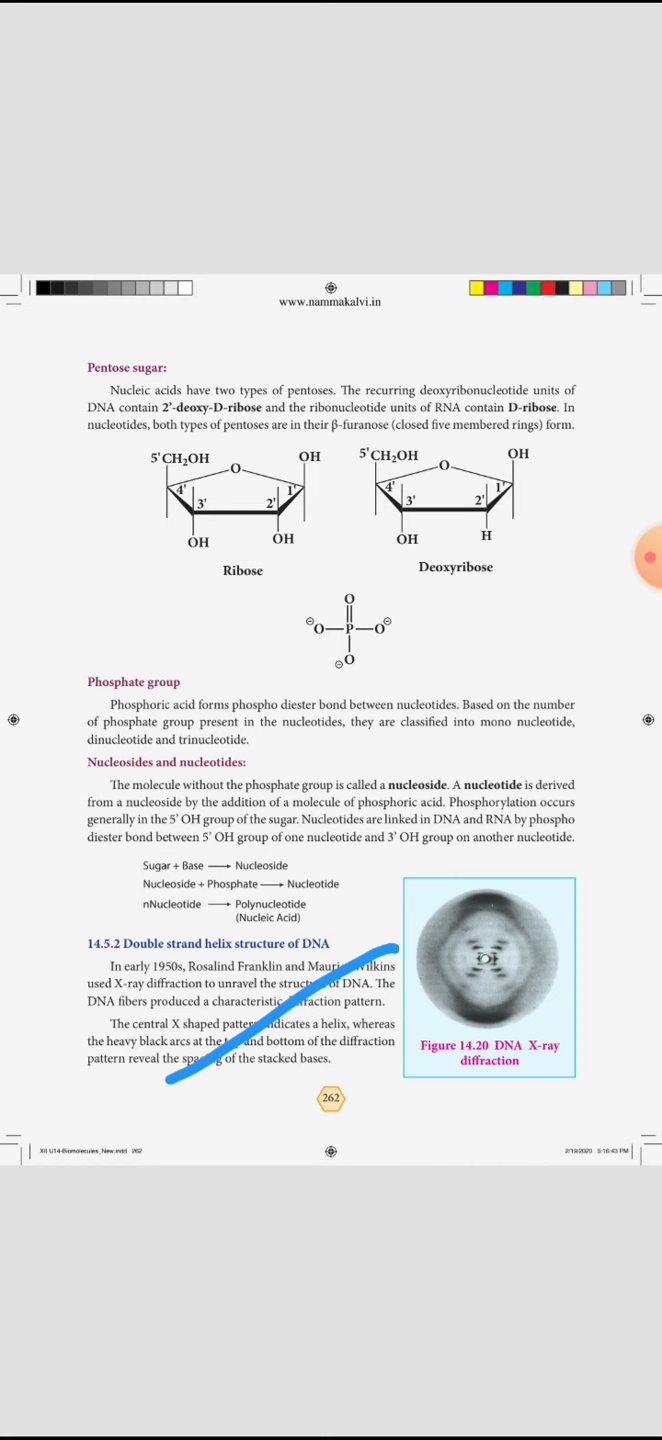 www.nammakalvi.in
Pentose sugar:
Nucleic acids have two types of pentoses. The recurring deoxyribonucleotide units of
DNA contain 2’-deoxy-D-ribose and the ribonucleotide units of RNA contain D-ribose. In
nucleotides, both types of pentoses are in their β-furanose (closed five membered rings) form.
5'CH₂OH O OH 5'CH₂OH O OH
4' 1' 4' 1'
3' 2' 3' 2'
OH OH OH H
Ribose Deoxyribose
O
⊖O—P—O⊖
⊖O
Phosphate group
Phosphoric acid forms phospho diester bond between nucleotides. Based on the number
of phosphate group present in the nucleotides, they are classified into mono nucleotide,
dinucleotide and trinucleotide.
Nucleosides and nucleotides:
The molecule without the phosphate group is called a nucleoside. A nucleotide is derived
from a nucleoside by the addition of a molecule of phosphoric acid. Phosphorylation occurs
generally in the 5’ OH group of the sugar. Nucleotides are linked in DNA and RNA by phospho
diester bond between 5’ OH group of one nucleotide and 3’ OH group on another nucleotide.
Sugar + Base ⟶ Nucleoside
Nucleoside + Phosphate ⟶ Nucleotide
nNucleotide ⟶ Polynucleotide
(Nucleic Acid)
14.5.2 Double strand helix structure of DNA
In early 1950s, Rosalind Franklin and
used X-ray diffraction to unravel the of DNA. The
DNA fibers produced a characteristic pattern.
The central X shaped a helix, whereas
the heavy black arcs at the and bottom of the diffraction
pattern reveal the of the stacked bases.
Figure 14.20 DNA X-ray
diffraction
262
XII U14-Biomolecules_New.indd 262 2/19/2020 5:16:43 PM